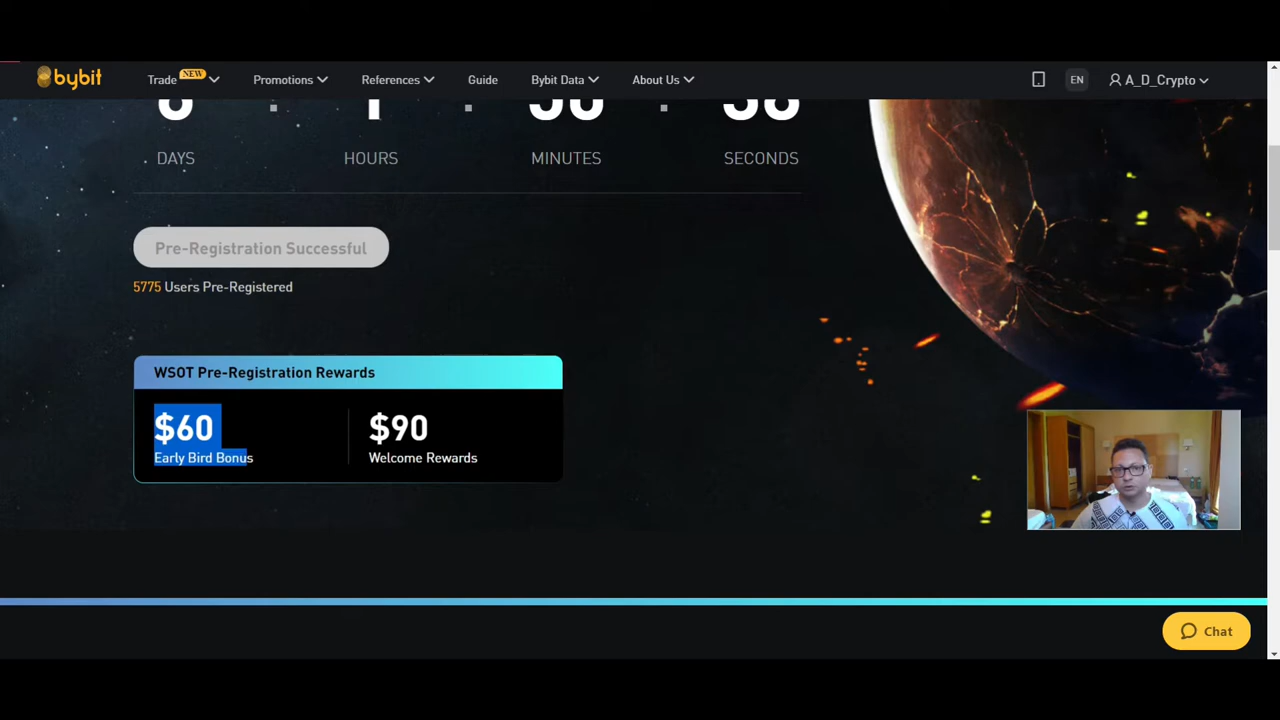 bybit
Trade NEW Promotions References Guide Bybit Data About Us EN A_D_Crypto
DAYS : HOURS : MINUTES : SECONDS
Pre-Registration Successful
5775 Users Pre-Registered
WSOT Pre-Registration Rewards
$60 $90
Early Bird Bonus Welcome Rewards
Chat